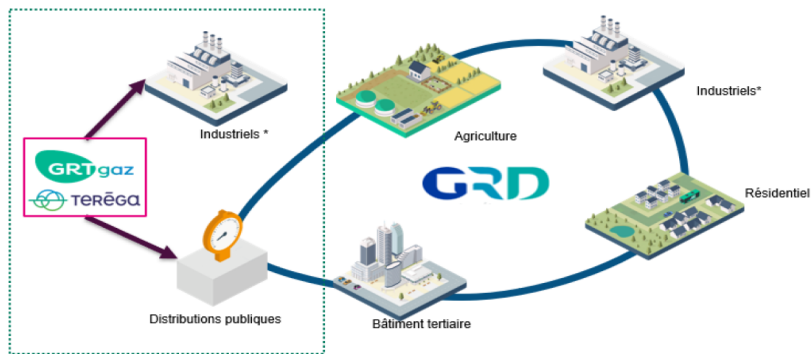 Industriels *
GRTgaz
TERĒGA
Distributions publiques
Agriculture
Industriels*
GRD
Résidentiel
Bâtiment tertiaire